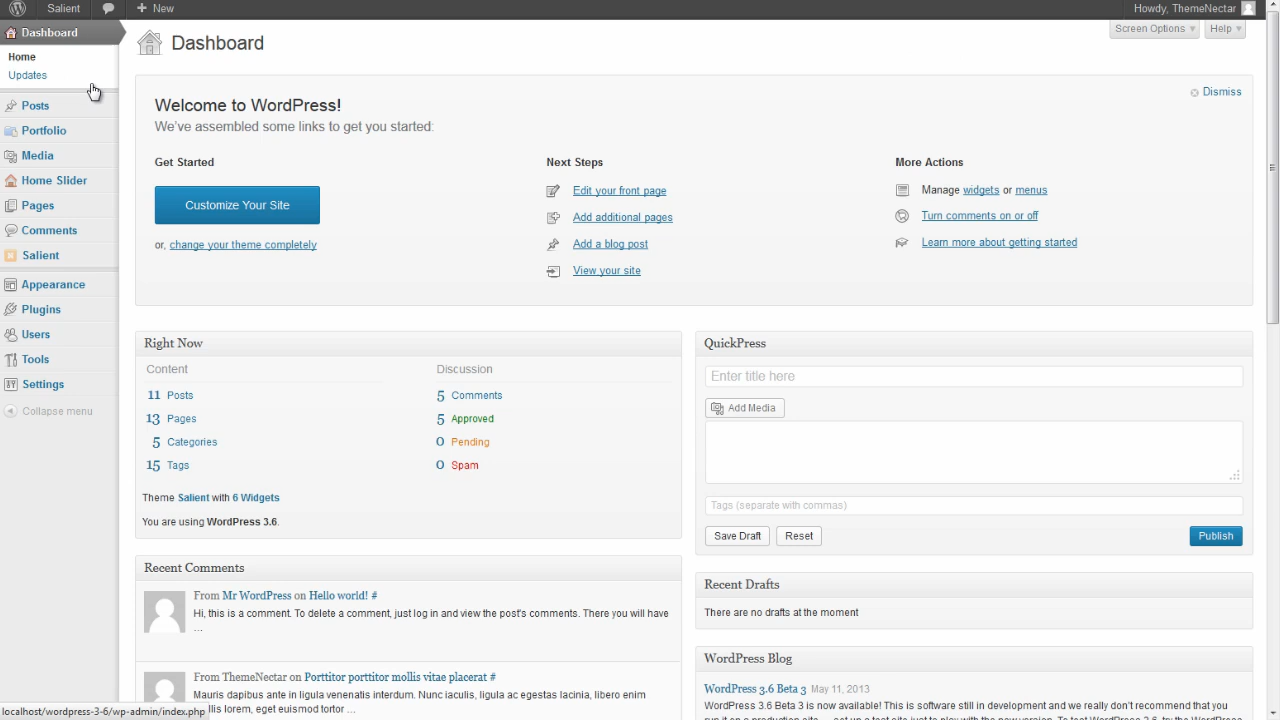 Salient
New
Howdy, ThemeNectar
Dashboard
Home
Updates
Posts
Portfolio
Media
Home Slider
Pages
Comments
Salient
Appearance
Plugins
Users
Tools
Settings
Collapse menu
Dashboard
Screen Options
Help
Welcome to WordPress!
We've assembled some links to get you started:
Dismiss
Get Started
Customize Your Site
or, change your theme completely
Next Steps
Edit your front page
Add additional pages
Add a blog post
View your site
More Actions
Manage widgets or menus
Turn comments on or off
Learn more about getting started
Right Now
Content
11 Posts
13 Pages
5 Categories
15 Tags
Discussion
5 Comments
5 Approved
0 Pending
0 Spam
Theme Salient with 6 Widgets
You are using WordPress 3.6.
Recent Comments
From Mr WordPress on Hello world! #
Hi, this is a comment. To delete a comment, just log in and view the post's comments. There you will have
...
From ThemeNectar on Porttitor porttitor mollis vitae placerat #
Mauris dapibus ante in ligula venenatis interdum. Nunc iaculis, ligula ac egestas lacinia, libero enim
llis lorem, eget euismod tortor ...
QuickPress
Enter title here
Add Media
Tags (separate with commas)
Save Draft
Reset
Publish
Recent Drafts
There are no drafts at the moment
WordPress Blog
WordPress 3.6 Beta 3 May 11, 2013
WordPress 3.6 Beta 3 is now available! This is software still in development and we really don't recommend that you
localhost/wordpress-3-6/wp-admin/index.php